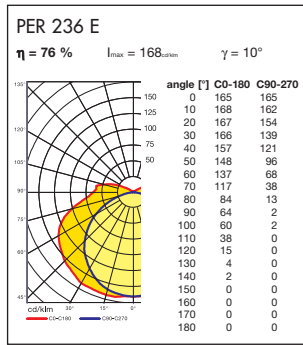 PER 236 E
η = 76 % Imax = 168cd/klm γ = 10°
angle [°] C0-180 C90-270
0 165 165
10 168 162
20 167 154
30 166 139
40 157 121
50 148 96
60 137 68
70 117 38
80 84 13
90 64 2
100 60 2
110 38 0
120 15 0
130 4 0
140 2 0
150 0 0
160 0 0
170 0 0
180 0 0
135°
120°
105°
90°
75°
60°
45°
150
125
100
75
50
cd/klm 30° 15° 0°
C0-C180 C90-C270